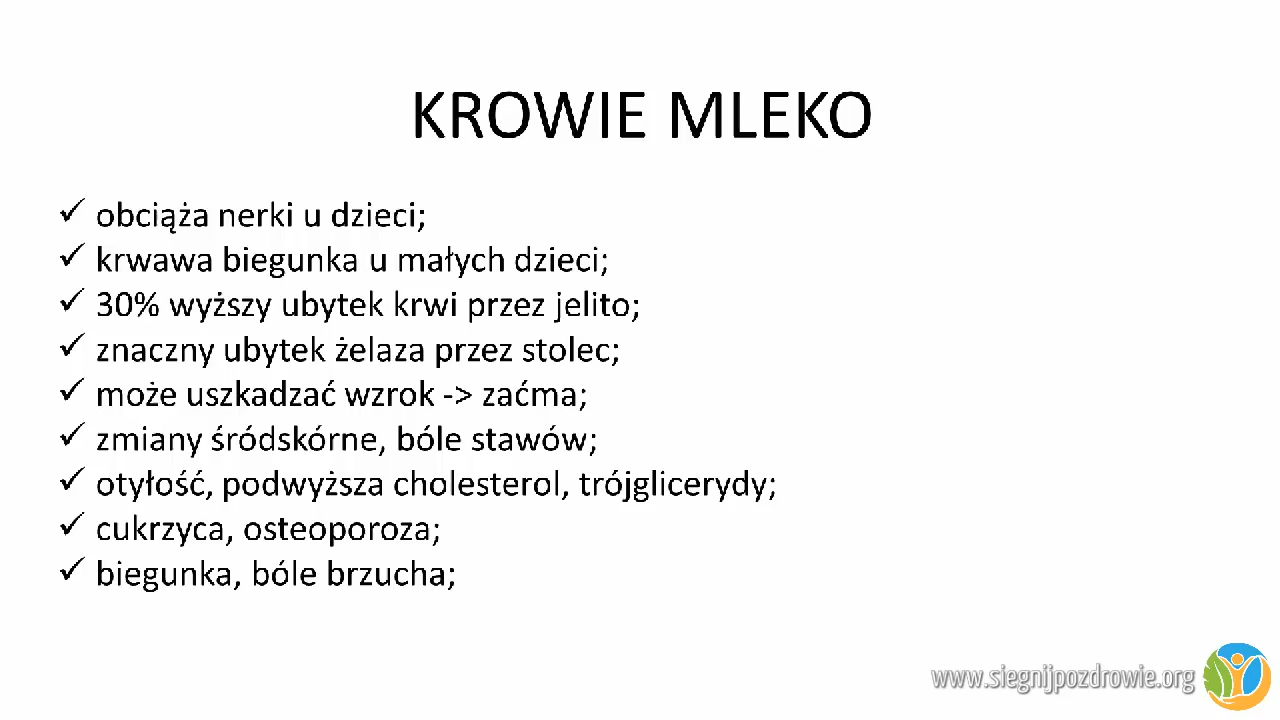 KROWIE MLEKO
✓ obciąża nerki u dzieci;
✓ krwawa biegunka u małych dzieci;
✓ 30% wyższy ubytek krwi przez jelito;
✓ znaczny ubytek żelaza przez stolec;
✓ może uszkadzać wzrok -> zaćma;
✓ zmiany śródskórne, bóle stawów;
✓ otyłość, podwyższa cholesterol, trójglicerydy;
✓ cukrzyca, osteoporoza;
✓ biegunka, bóle brzucha;
www.siegnijpozdrowie.org